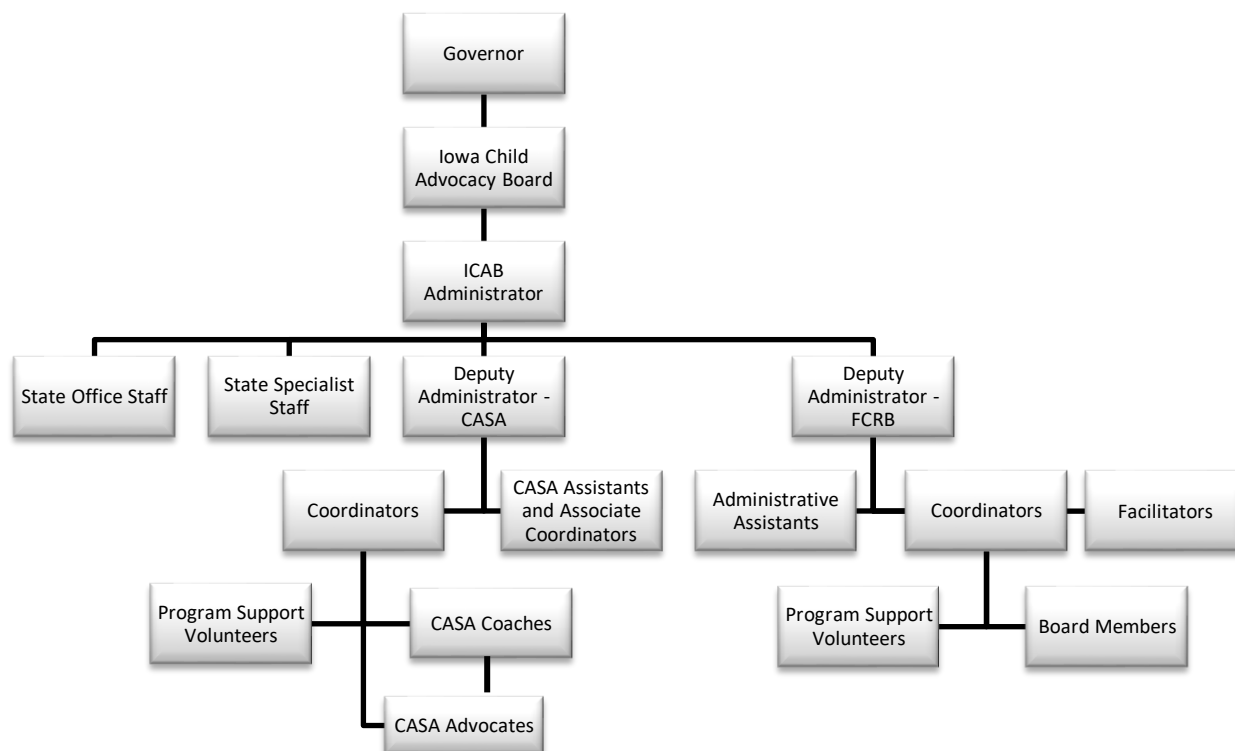 Governor
Iowa Child
Advocacy Board
ICAB
Administrator
State Office Staff
State Specialist
Staff
Deputy
Administrator -
CASA
Deputy
Administrator -
FCRB
Coordinators
CASA Assistants
and Associate
Coordinators
Administrative
Assistants
Coordinators
Facilitators
Program Support
Volunteers
CASA Coaches
Program Support
Volunteers
Board Members
CASA Advocates